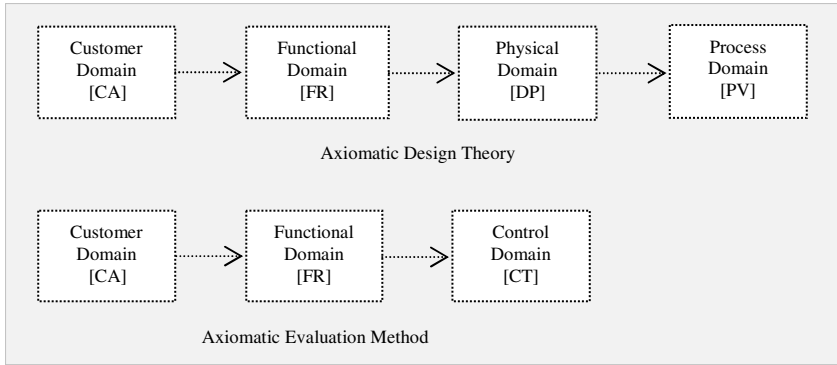 Customer
Domain
[CA]
Functional
Domain
[FR]
Physical
Domain
[DP]
Process
Domain
[PV]
Axiomatic Design Theory
Customer
Domain
[CA]
Functional
Domain
[FR]
Control
Domain
[CT]
Axiomatic Evaluation Method